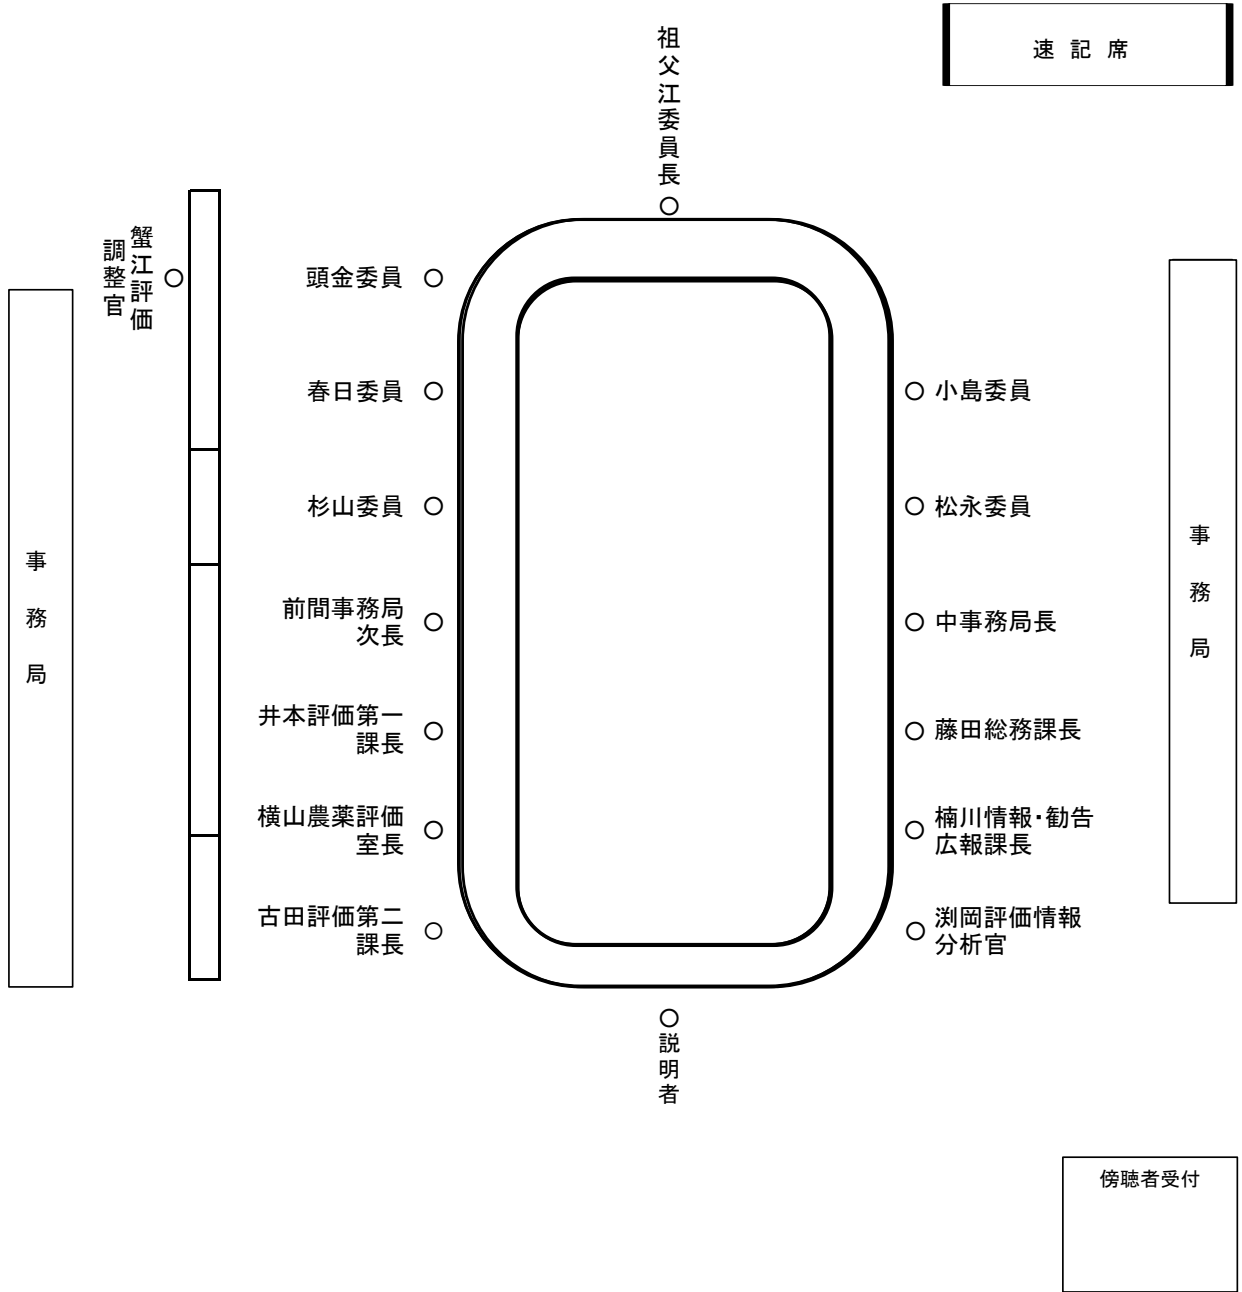 速記席
祖父江委員長
蟹江評価
調整官
頭金委員
春日委員
小島委員
杉山委員
松永委員
事務局
事務局
前間事務局
次長
中事務局長
井本評価第一
課長
藤田総務課長
横山農薬評価
室長
楠川情報・勧告
広報課長
古田評価第二
課長
渕岡評価情報
分析官
説明者
傍聴者受付